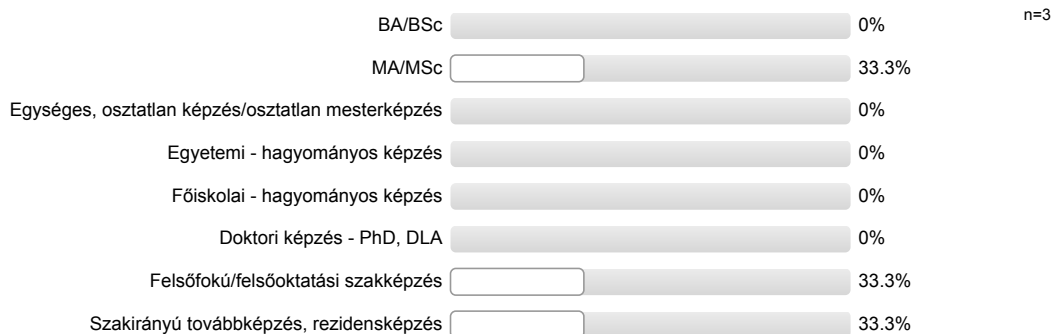 BA/BSc 0% n=3
MA/MSc 33.3%
Egységes, osztatlan képzés/osztatlan mesterképzés 0%
Egyetemi - hagyományos képzés 0%
Főiskolai - hagyományos képzés 0%
Doktori képzés - PhD, DLA 0%
Felsőfokú/felsőoktatási szakképzés 33.3%
Szakirányú továbbképzés, rezidensképzés 33.3%